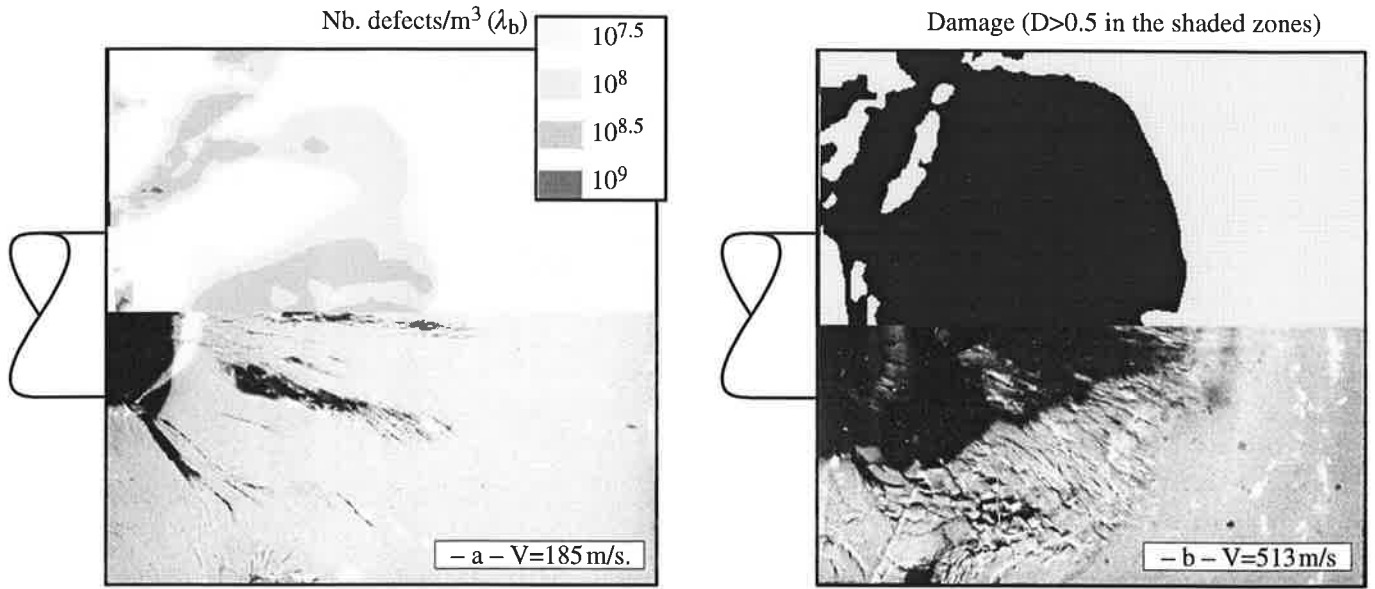 Nb. defects/m³ (λb)
Damage (D>0.5 in the shaded zones)
10^7.5
10^8
10^8.5
10^9
– a – V=185 m/s.
– b – V=513 m/s